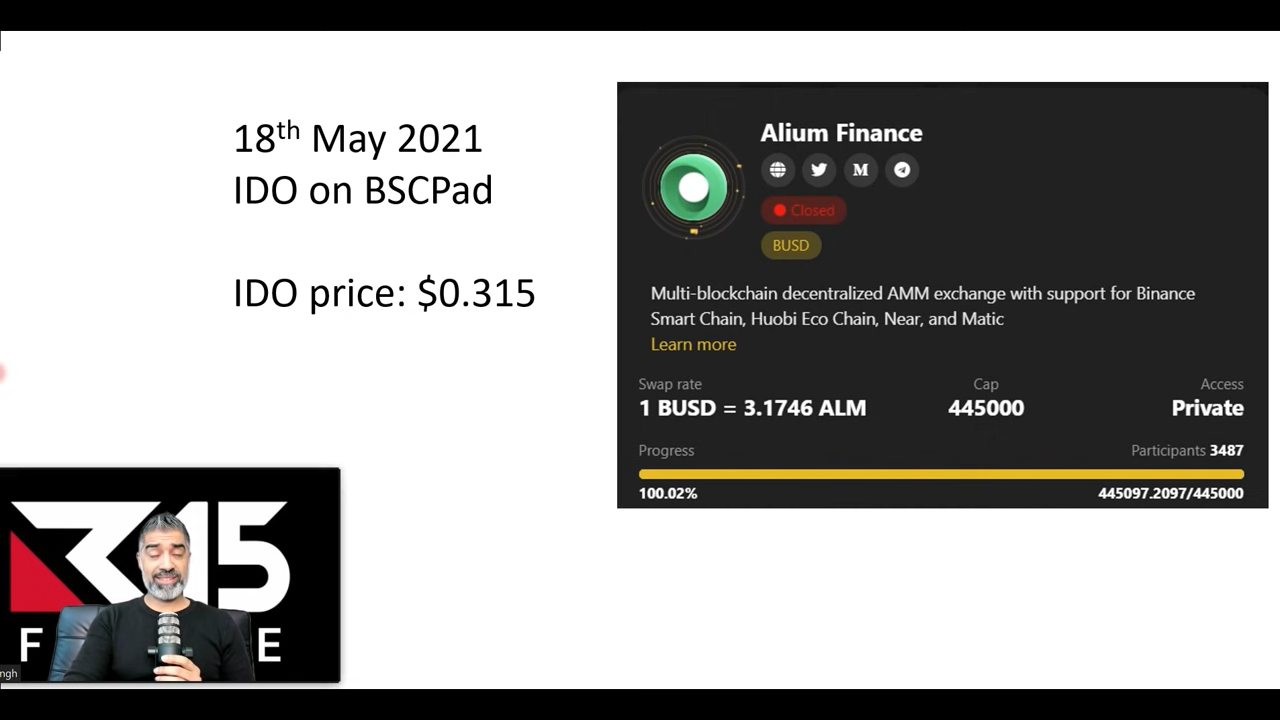 18th May 2021
IDO on BSCPad
IDO price: $0.315
Alium Finance
M
Closed
BUSD
Multi-blockchain decentralized AMM exchange with support for Binance
Smart Chain, Huobi Eco Chain, Near, and Matic
Learn more
Swap rate Cap Access
1 BUSD = 3.1746 ALM 445000 Private
Progress Participants 3487
100.02% 445097.2097/445000
15
F E
ngh